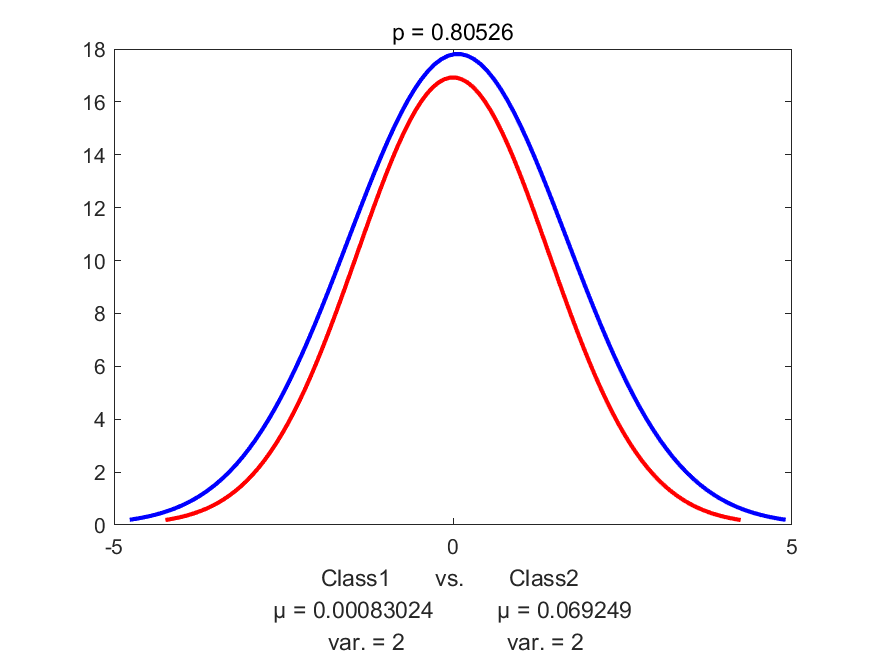 p = 0.80526
18
16
14
12
10
8
6
4
2
0
-5 0 5
Class1 vs. Class2
μ = 0.00083024 μ = 0.069249
var. = 2 var. = 2